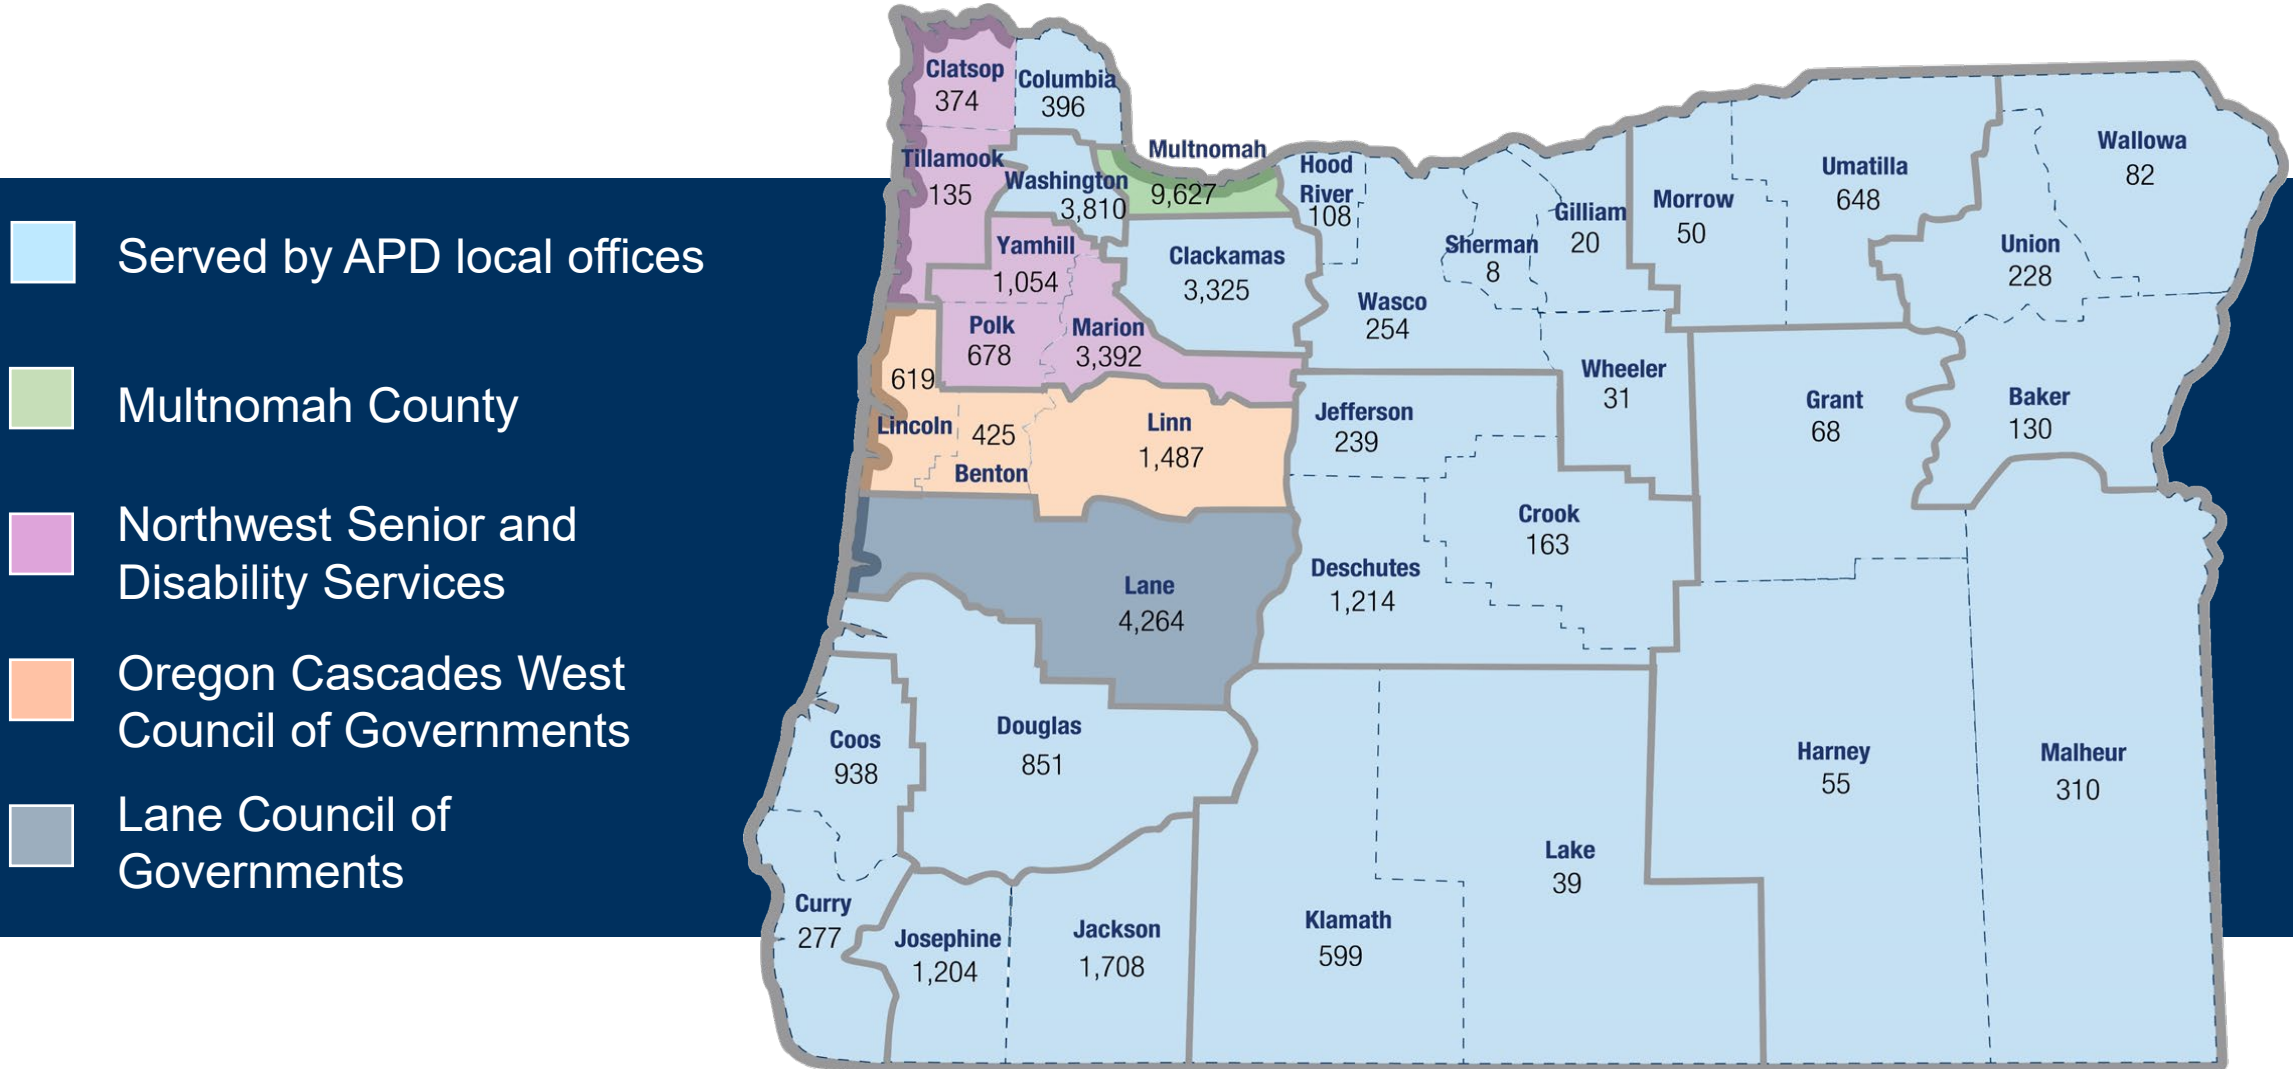 Served by APD local offices
Multnomah County
Northwest Senior and
Disability Services
Oregon Cascades West
Council of Governments
Lane Council of
Governments
Clatsop
374
Columbia
396
Tillamook
135
Washington
3,810
Multnomah
9,627
Hood
River
108
Yamhill
1,054
Clackamas
3,325
Polk
678
Marion
3,392
Wasco
254
Sherman
8
Gilliam
20
Morrow
50
Umatilla
648
Wallowa
82
Union
228
619
Lincoln
425
Benton
Linn
1,487
Jefferson
239
Wheeler
31
Grant
68
Baker
130
Crook
163
Deschutes
1,214
Lane
4,264
Douglas
851
Coos
938
Curry
277
Josephine
1,204
Jackson
1,708
Klamath
599
Lake
39
Harney
55
Malheur
310